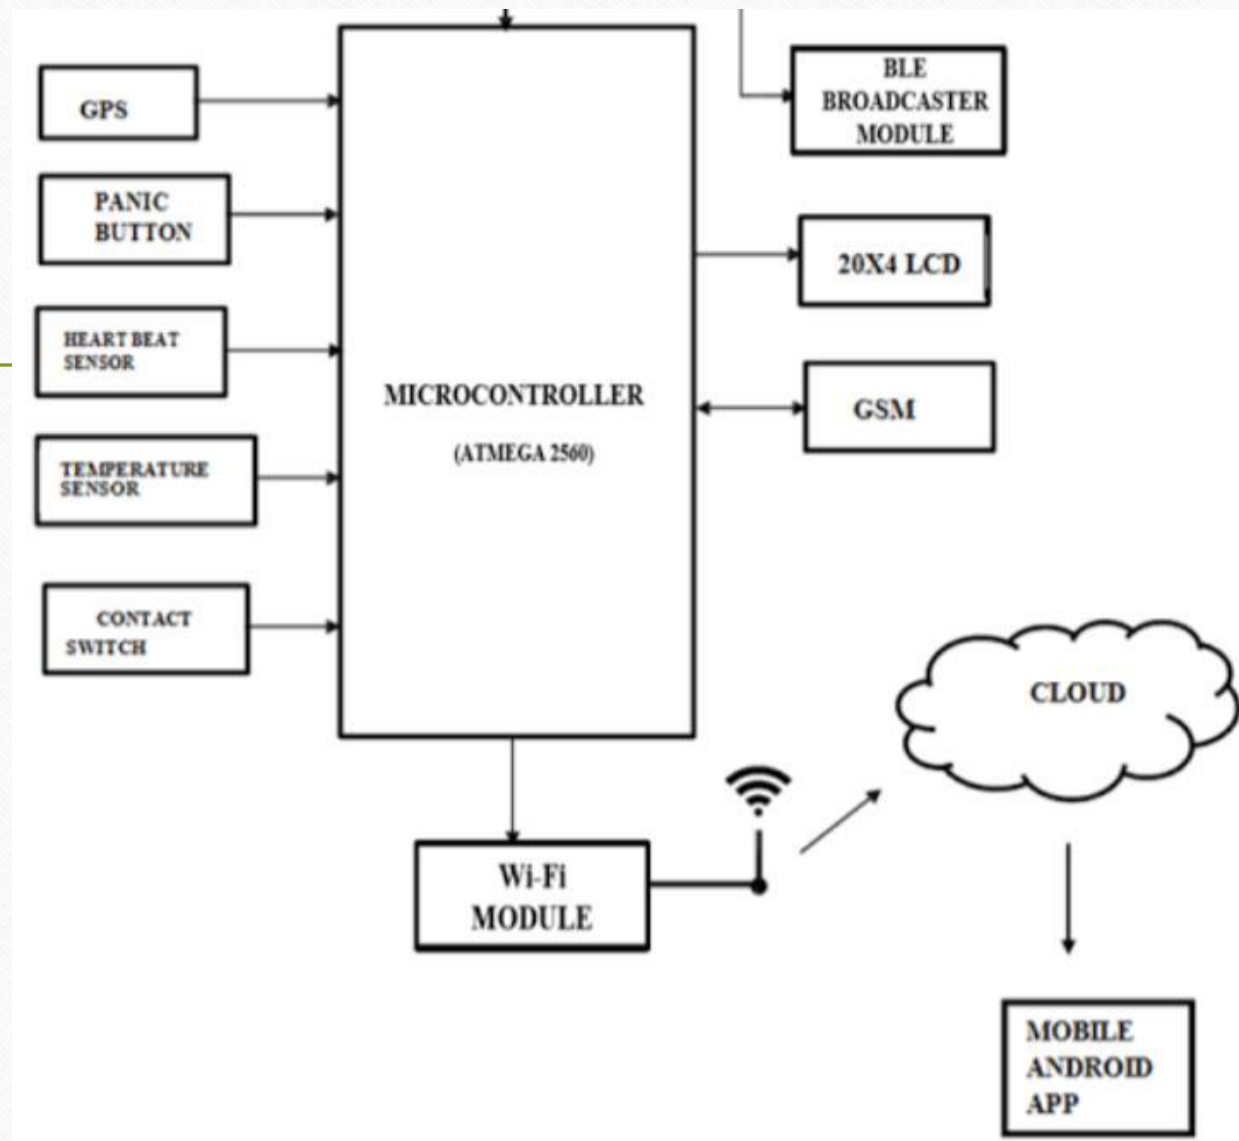 GPS
PANIC
BUTTON
HEART BEAT
SENSOR
TEMPERATURE
SENSOR
CONTACT
SWITCH
MICROCONTROLLER
(ATMEGA 2560)
BLE
BROADCASTER
MODULE
20X4 LCD
GSM
Wi-Fi
MODULE
CLOUD
MOBILE
ANDROID
APP